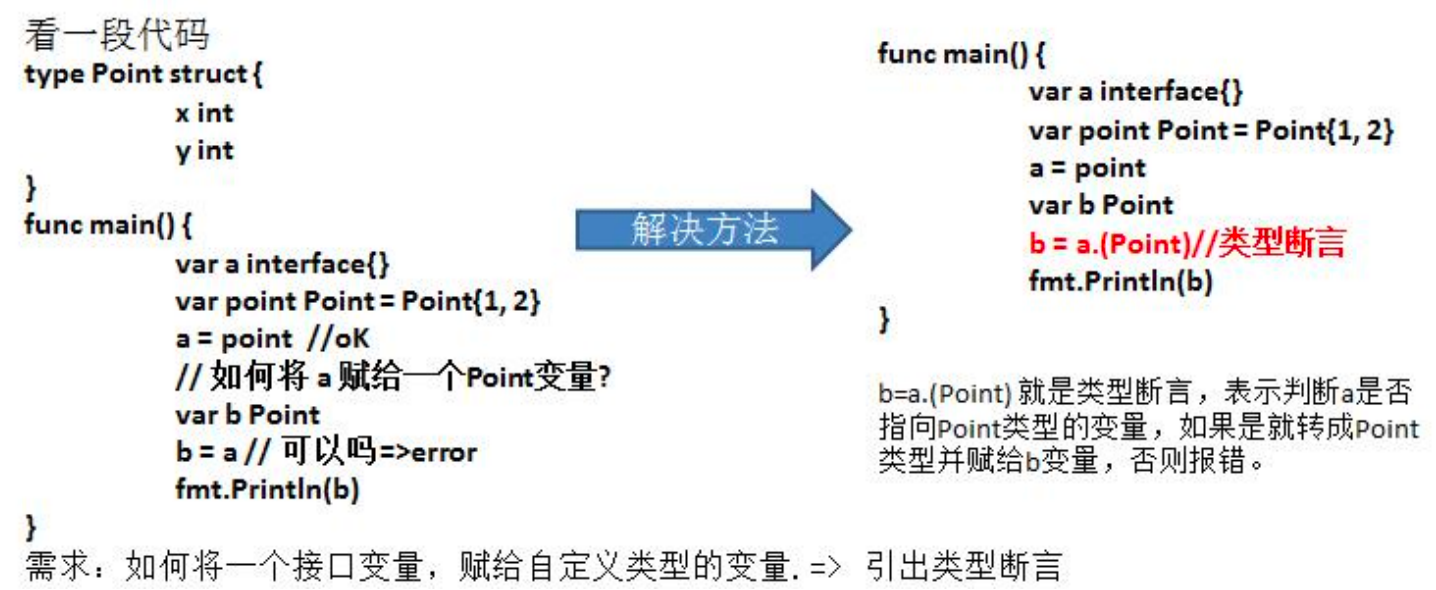 看一段代码
type Point struct {
x int
y int
}
func main() {
var a interface{}
var point Point = Point{1, 2}
a = point  //oK
// 如何将 a 赋给一个Point变量?
var b Point
b = a // 可以吗=>error
fmt.Println(b)
}
需求：如何将一个接口变量，赋给自定义类型的变量. => 引出类型断言
解决方法
func main() {
var a interface{}
var point Point = Point{1, 2}
a = point
var b Point
b = a.(Point)//类型断言
fmt.Println(b)
}
b=a.(Point) 就是类型断言，表示判断a是否
指向Point类型的变量，如果是就转成Point
类型并赋给b变量，否则报错。